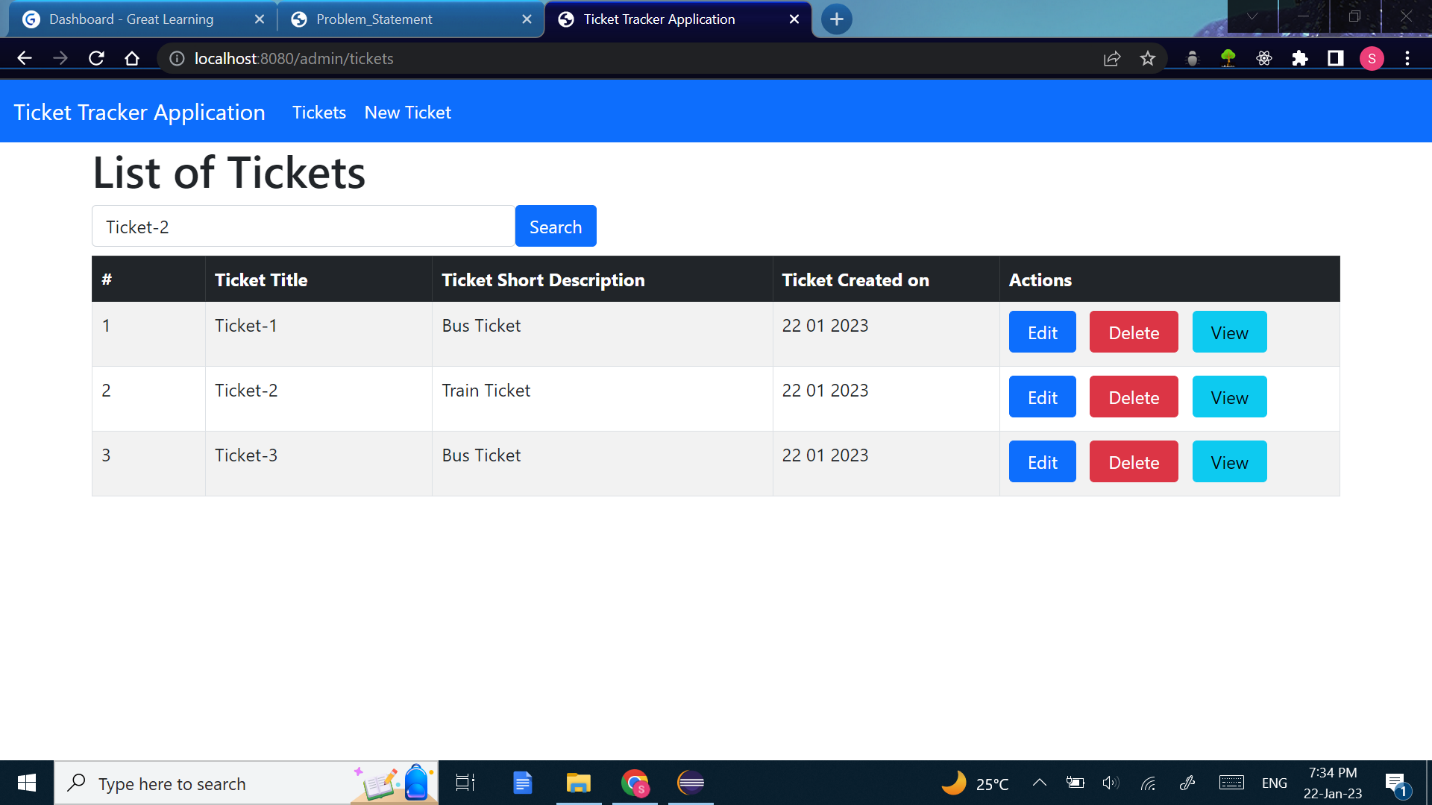 Dashboard - Great Learning
Problem_Statement
Ticket Tracker Application
localhost:8080/admin/tickets
S
Ticket Tracker Application Tickets New Ticket
List of Tickets
Ticket-2 Search
# Ticket Title Ticket Short Description Ticket Created on Actions
1 Ticket-1 Bus Ticket 22 01 2023 Edit Delete View
2 Ticket-2 Train Ticket 22 01 2023 Edit Delete View
3 Ticket-3 Bus Ticket 22 01 2023 Edit Delete View
Type here to search
S
25°C
ENG
7:34 PM
22-Jan-23
1